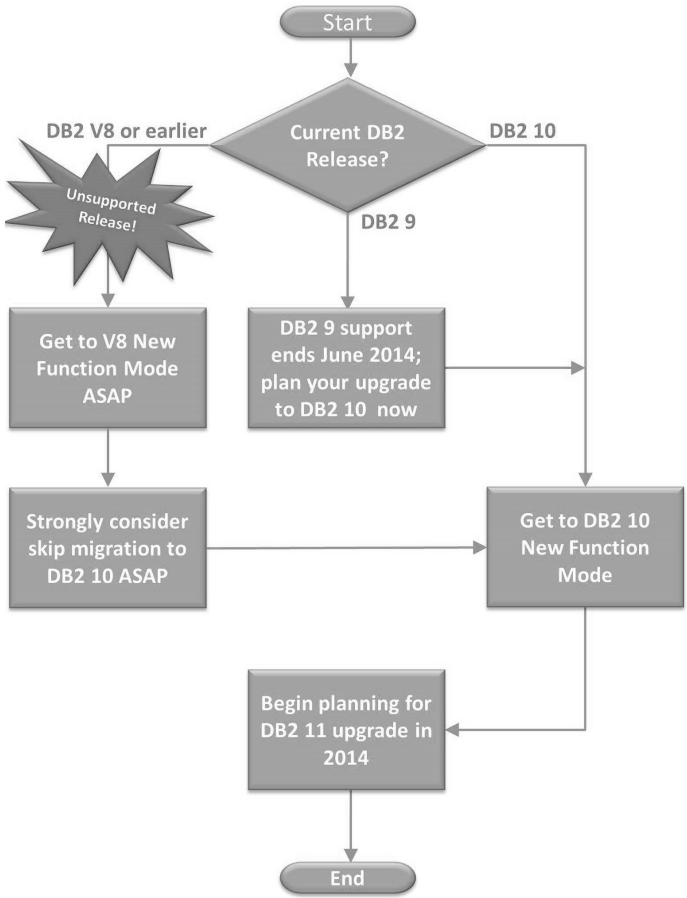 Start
Current DB2
Release?
DB2 V8 or earlier
DB2 10
DB2 9
Unsupported
Release!
Get to V8 New
Function Mode
ASAP
DB2 9 support
ends June 2014;
plan your upgrade
to DB2 10 now
Strongly consider
skip migration to
DB2 10 ASAP
Get to DB2 10
New Function
Mode
Begin planning for
DB2 11 upgrade in
2014
End